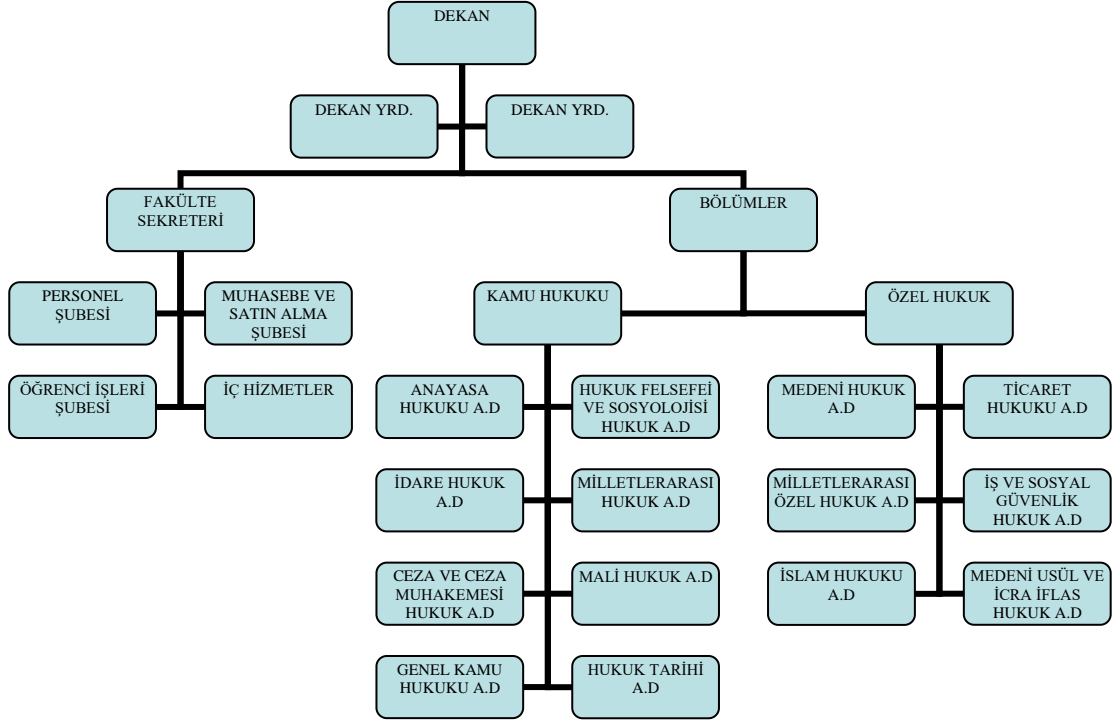 DEKAN
DEKAN YRD.
DEKAN YRD.
FAKÜLTE
SEKRETERİ
BÖLÜMLER
PERSONEL
ŞUBESİ
MUHASEBE VE
SATIN ALMA
ŞUBESİ
KAMU HUKUKU
ÖZEL HUKUK
ÖĞRENCİ İŞLERİ
ŞUBESİ
İÇ HİZMETLER
ANAYASA
HUKUKU A.D
HUKUK FELSEFEİ
VE SOSYOLOJİSİ
HUKUK A.D
MEDENİ HUKUK
A.D
TİCARET
HUKUKU A.D
İDARE HUKUK
A.D
MİLLETLERARASI
HUKUK A.D
MİLLETLERARASI
ÖZEL HUKUK A.D
İŞ VE SOSYAL
GÜVENLİK
HUKUK A.D
CEZA VE CEZA
MUHAKEMESİ
HUKUK A.D
MALİ HUKUK A.D
İSLAM HUKUKU
A.D
MEDENİ USÜL VE
İCRA İFLAS
HUKUK A.D
GENEL KAMU
HUKUKU A.D
HUKUK TARİHİ
A.D